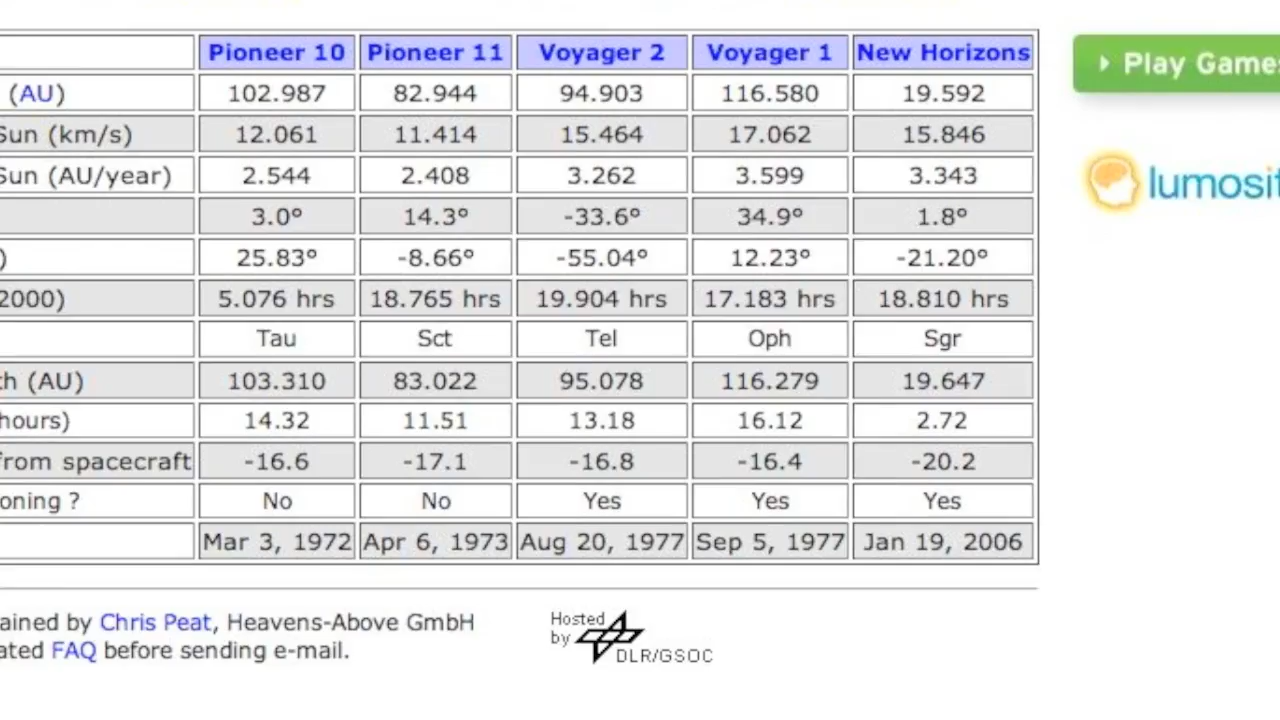 Pioneer 10 Pioneer 11 Voyager 2 Voyager 1 New Horizons
(AU) 102.987 82.944 94.903 116.580 19.592
Sun (km/s) 12.061 11.414 15.464 17.062 15.846
Sun (AU/year) 2.544 2.408 3.262 3.599 3.343
3.0° 14.3° -33.6° 34.9° 1.8°
) 25.83° -8.66° -55.04° 12.23° -21.20°
2000) 5.076 hrs 18.765 hrs 19.904 hrs 17.183 hrs 18.810 hrs
Tau Sct Tel Oph Sgr
th (AU) 103.310 83.022 95.078 116.279 19.647
hours) 14.32 11.51 13.18 16.12 2.72
from spacecraft -16.6 -17.1 -16.8 -16.4 -20.2
oning ? No No Yes Yes Yes
Mar 3, 1972 Apr 6, 1973 Aug 20, 1977 Sep 5, 1977 Jan 19, 2006
Play Games
lumosit
ained by Chris Peat, Heavens-Above GmbH
ated FAQ before sending e-mail.
Hosted
by
DLR/GSOC